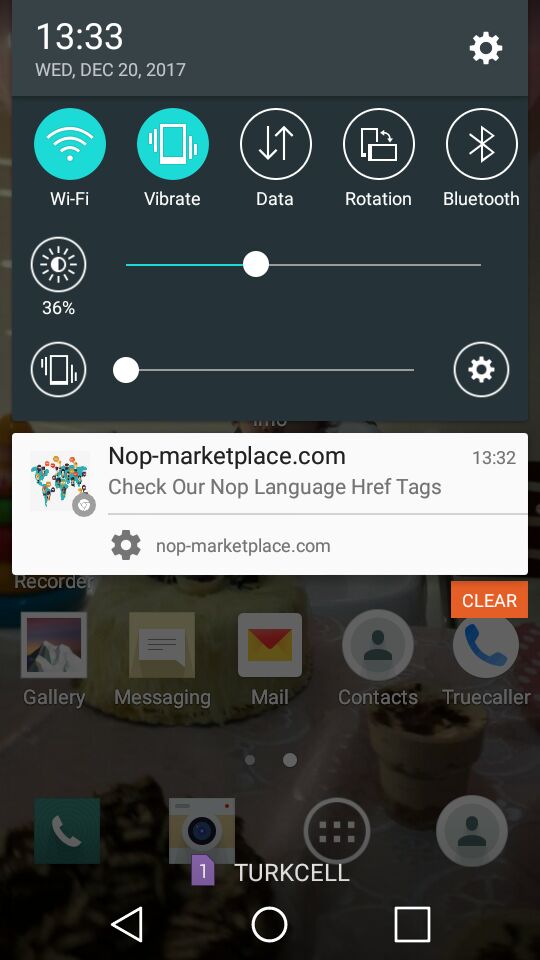 13:33
WED, DEC 20, 2017
Wi-Fi
Vibrate
Data
Rotation
Bluetooth
36%
Nop-marketplace.com
13:32
Check Our Nop Language Href Tags
nop-marketplace.com
Recorder
CLEAR
Gallery
Messaging
Mail
Contacts
Truecaller
1
TURKCELL